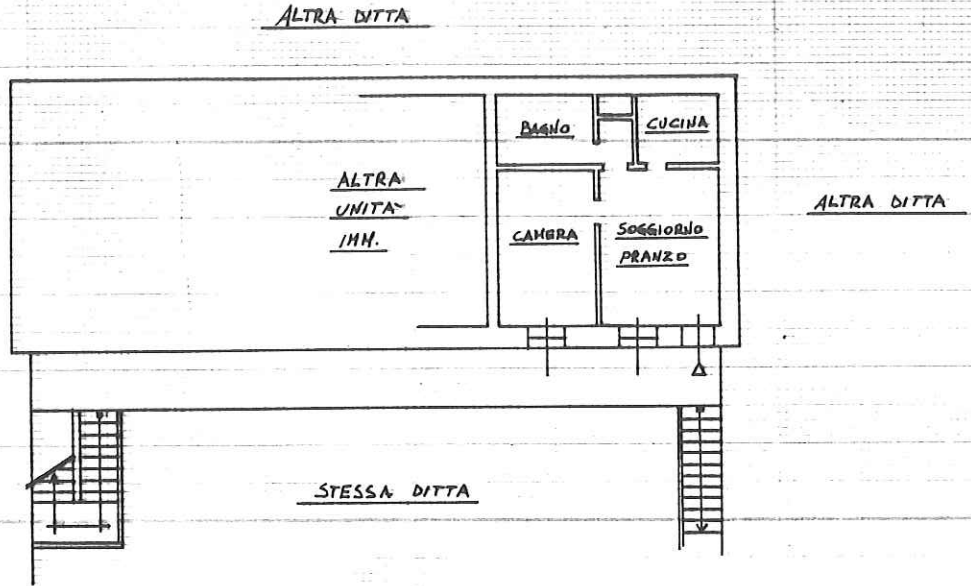 ALTRA DITTA
BAGNO
CUCINA
ALTRA
UNITA'
IMM.
CAMERA
SOGGIORNO
PRANZO
ALTRA DITTA
STESSA DITTA